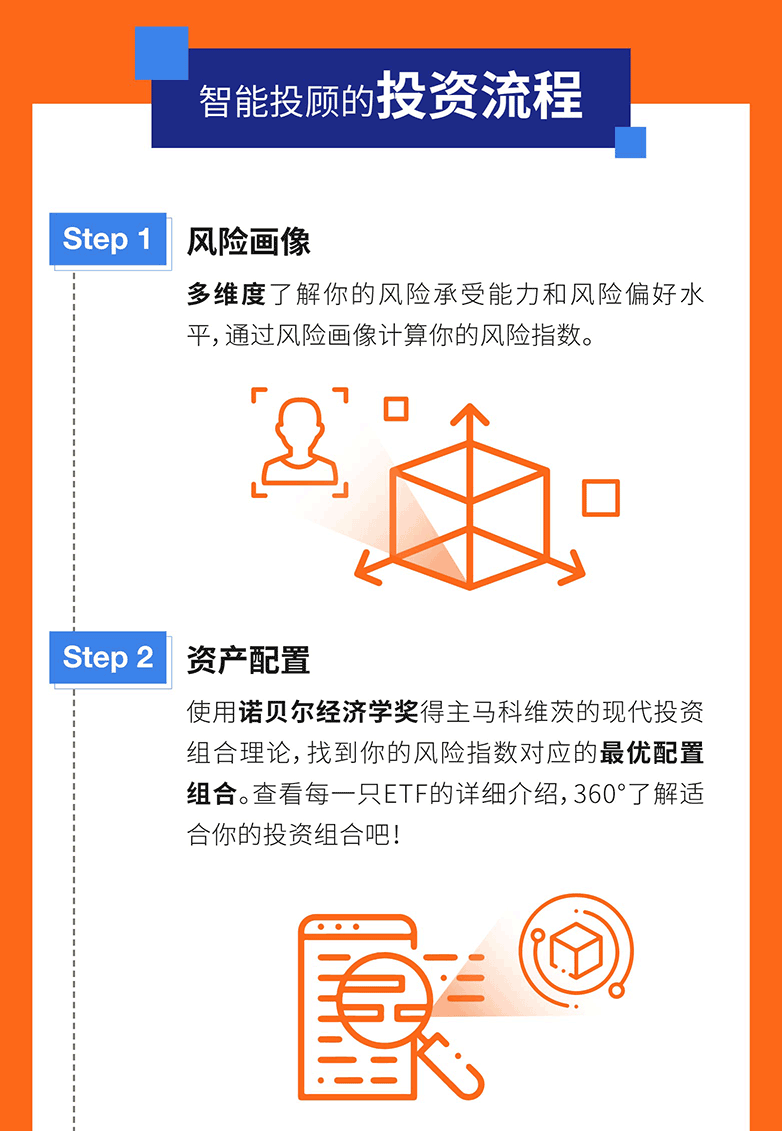 智能投顾的投资流程
Step 1
风险画像
多维度了解你的风险承受能力和风险偏好水
平，通过风险画像计算你的风险指数。
Step 2
资产配置
使用诺贝尔经济学奖得主马科维茨的现代投资
组合理论，找到你的风险指数对应的最优配置
组合。查看每一只ETF的详细介绍，360°了解适
合你的投资组合吧！